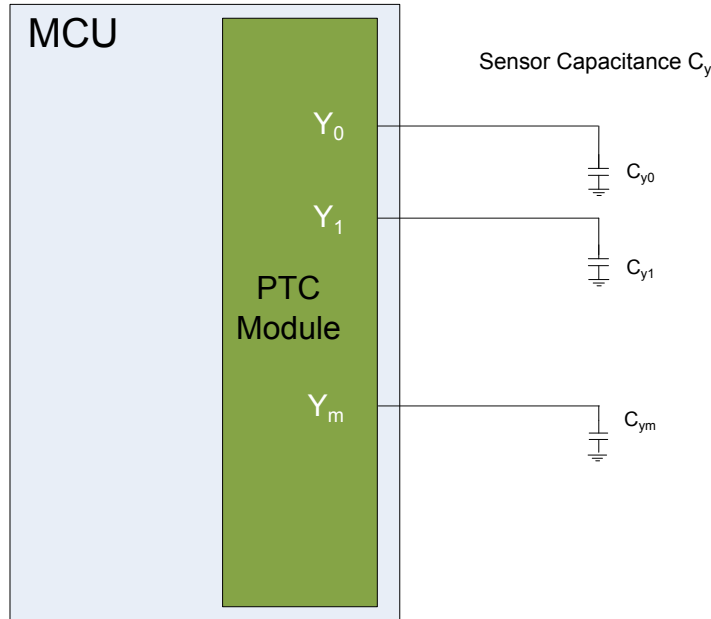 MCU
Sensor Capacitance Cy
Y0
Cy0
Y1
Cy1
PTC
Module
Ym
Cym